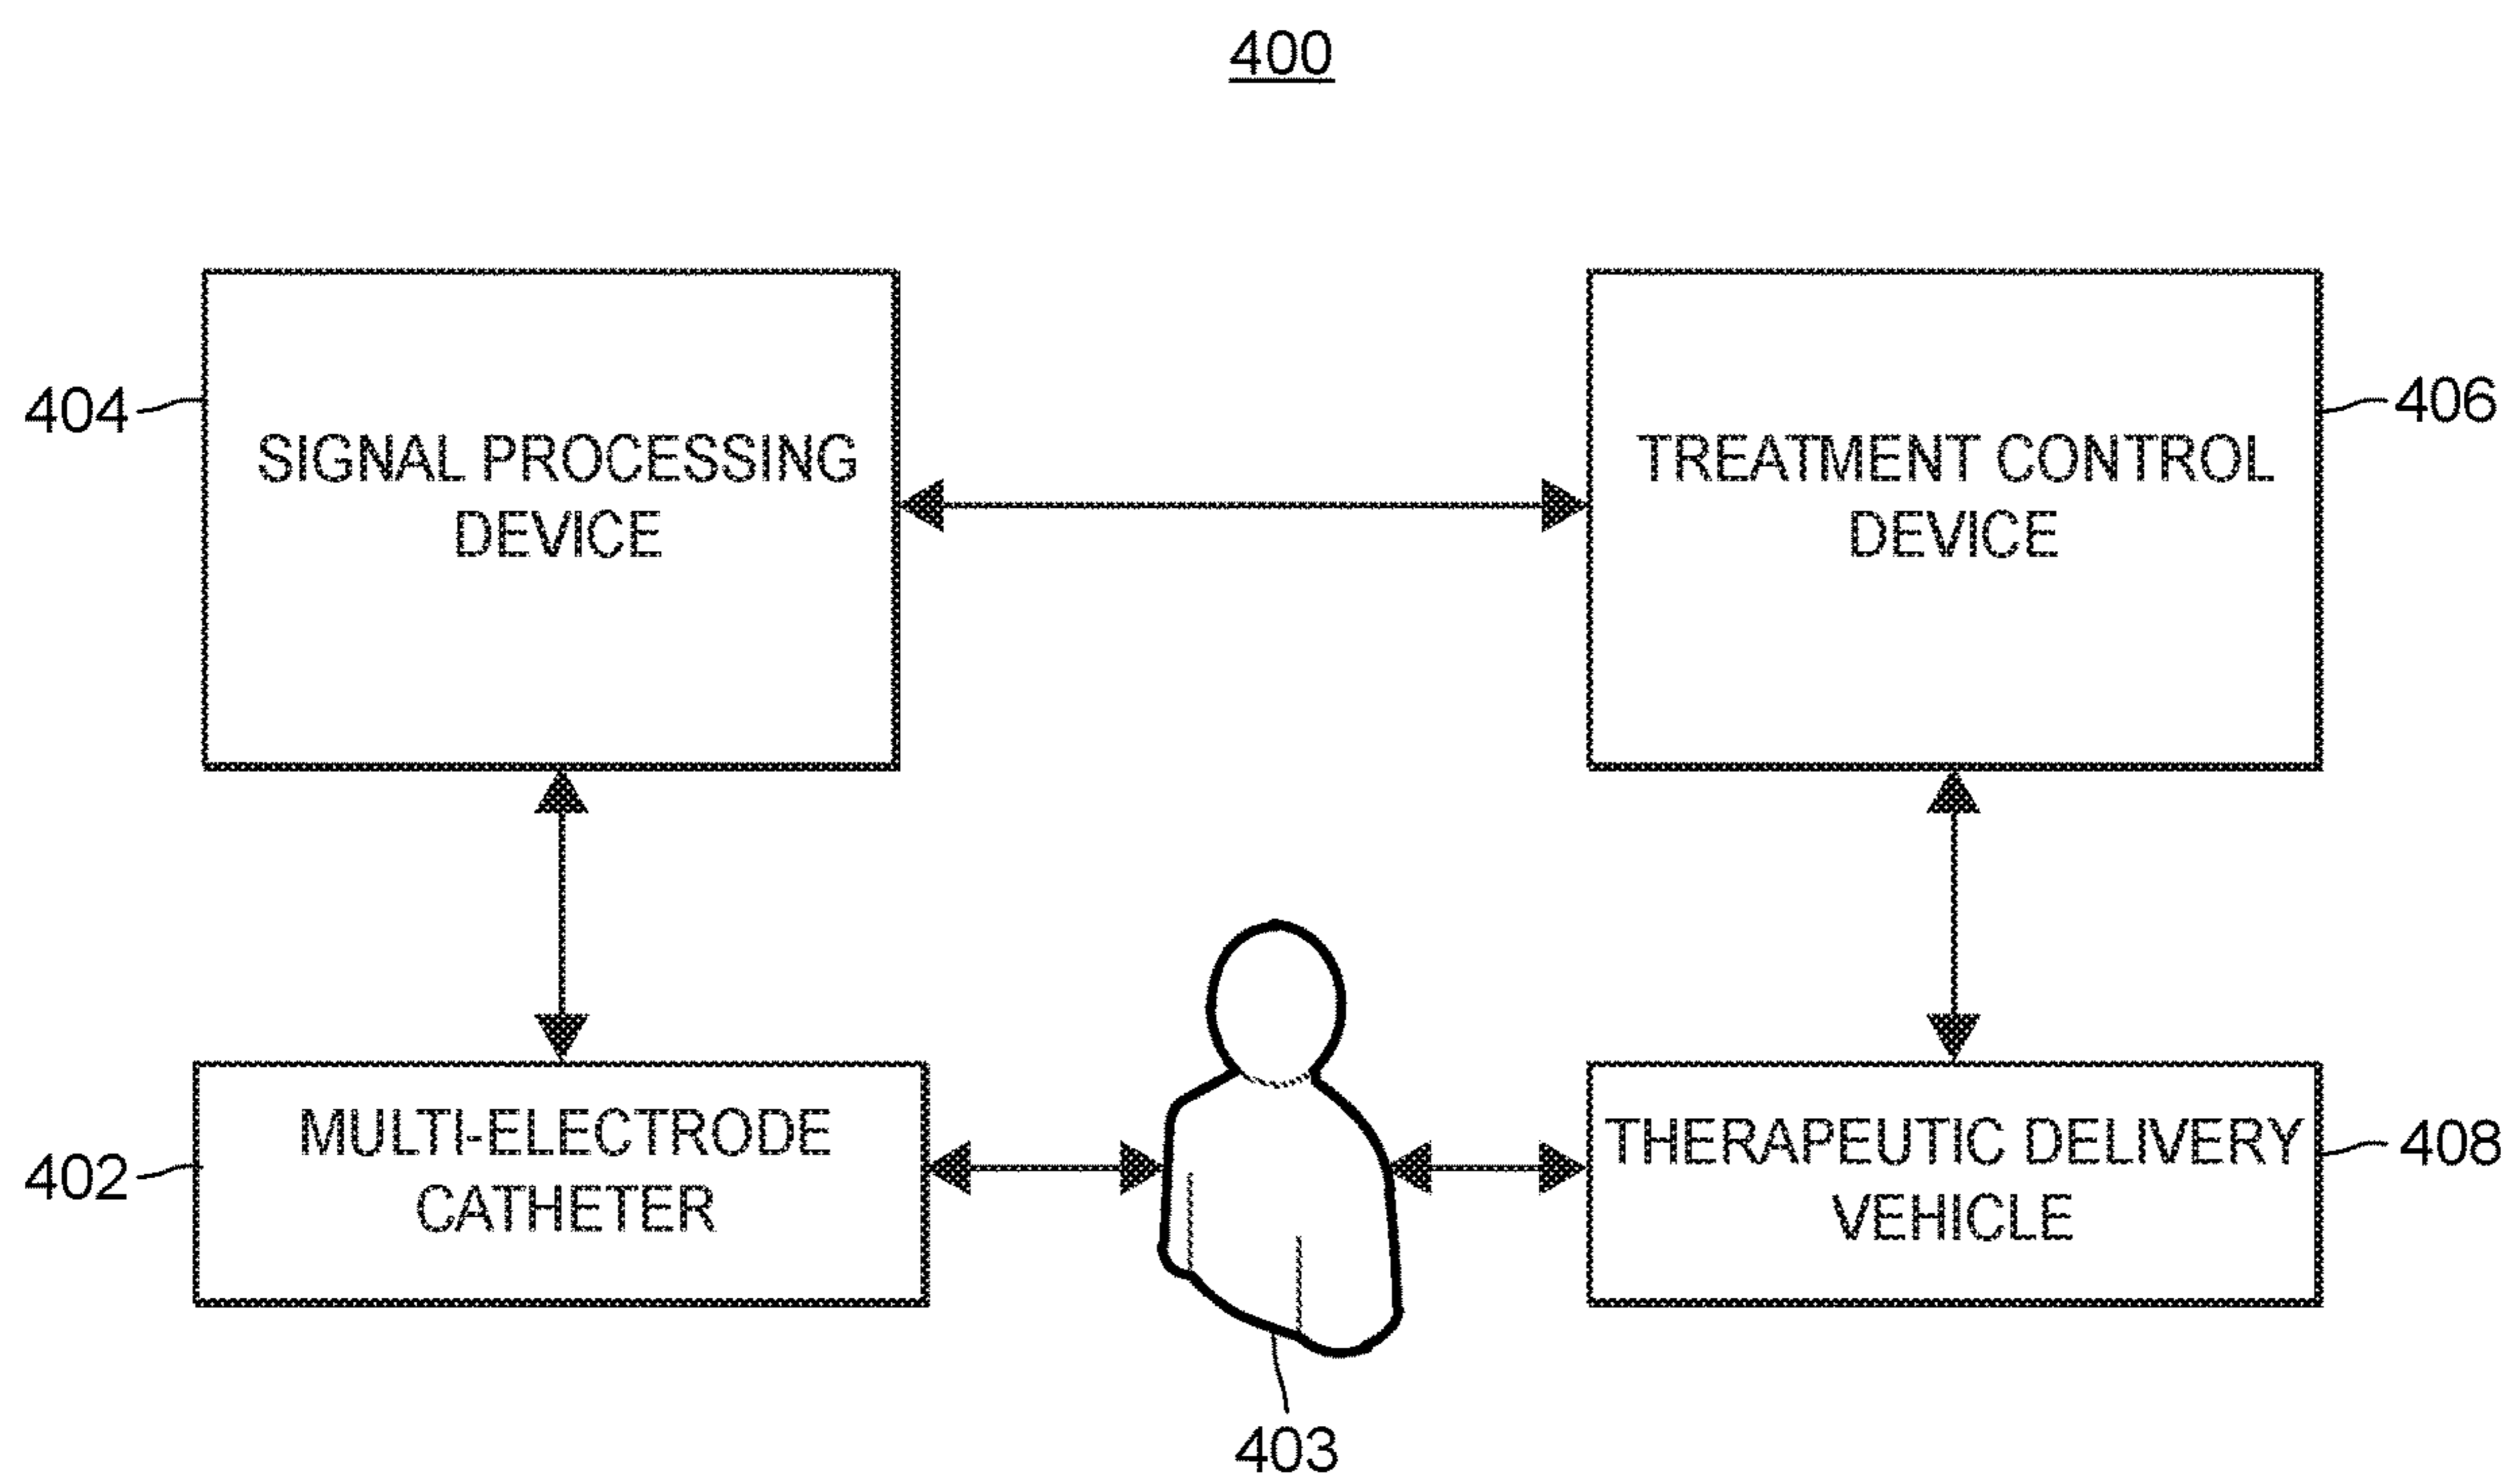 400
404
SIGNAL PROCESSING
DEVICE
TREATMENT CONTROL
DEVICE
406
402
MULTI-ELECTRODE
CATHETER
THERAPEUTIC DELIVERY
VEHICLE
408
403